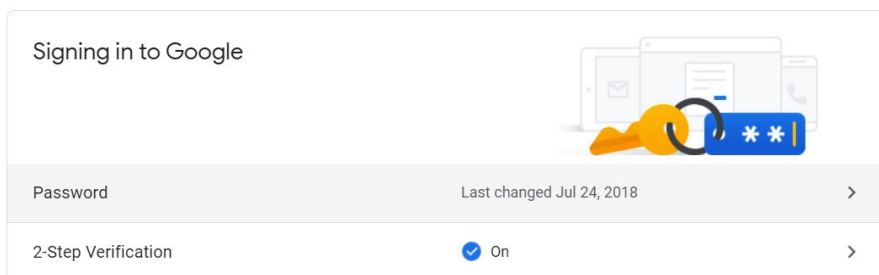 Signing in to Google
* *
Password Last changed Jul 24, 2018
2-Step Verification On